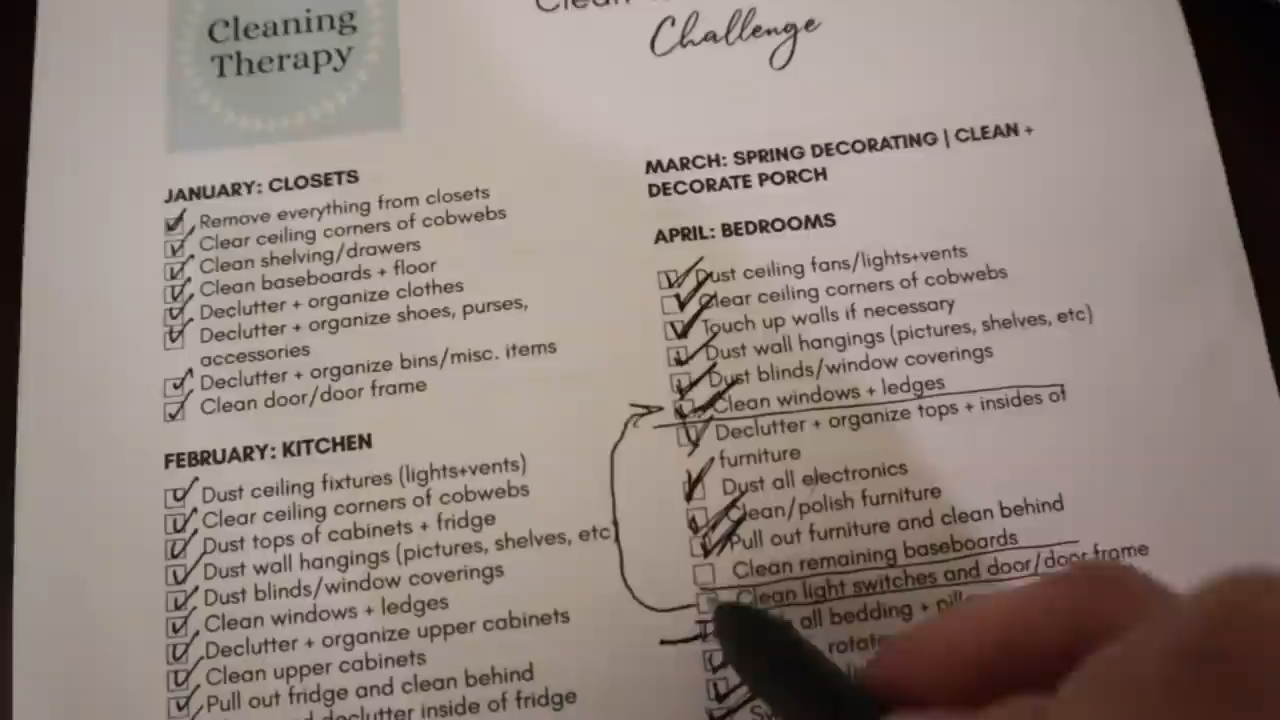 Cleaning
Therapy
Clean
Challenge
JANUARY: CLOSETS
Remove everything from closets
Clear ceiling corners of cobwebs
Clean shelving/drawers
Clean baseboards + floor
Declutter + organize clothes
Declutter + organize shoes, purses,
accessories
Declutter + organize bins/misc. items
Clean door/door frame
FEBRUARY: KITCHEN
Dust ceiling fixtures (lights+vents)
Clear ceiling corners of cobwebs
Dust tops of cabinets + fridge
Dust wall hangings (pictures, shelves, etc
Dust blinds/window coverings
Clean windows + ledges
Declutter + organize upper cabinets
Clean upper cabinets
Pull out fridge and clean behind
declutter inside of fridge
MARCH: SPRING DECORATING | CLEAN +
DECORATE PORCH
APRIL: BEDROOMS
Dust ceiling fans/lights+vents
Clear ceiling corners of cobwebs
Touch up walls if necessary
Dust wall hangings (pictures, shelves, etc)
Dust blinds/window coverings
Clean windows + ledges
Declutter + organize tops + insides of
furniture
Dust all electronics
Clean/polish furniture
Pull out furniture and clean behind
Clean remaining baseboards
Clean light switches and door/door frame
all bedding +